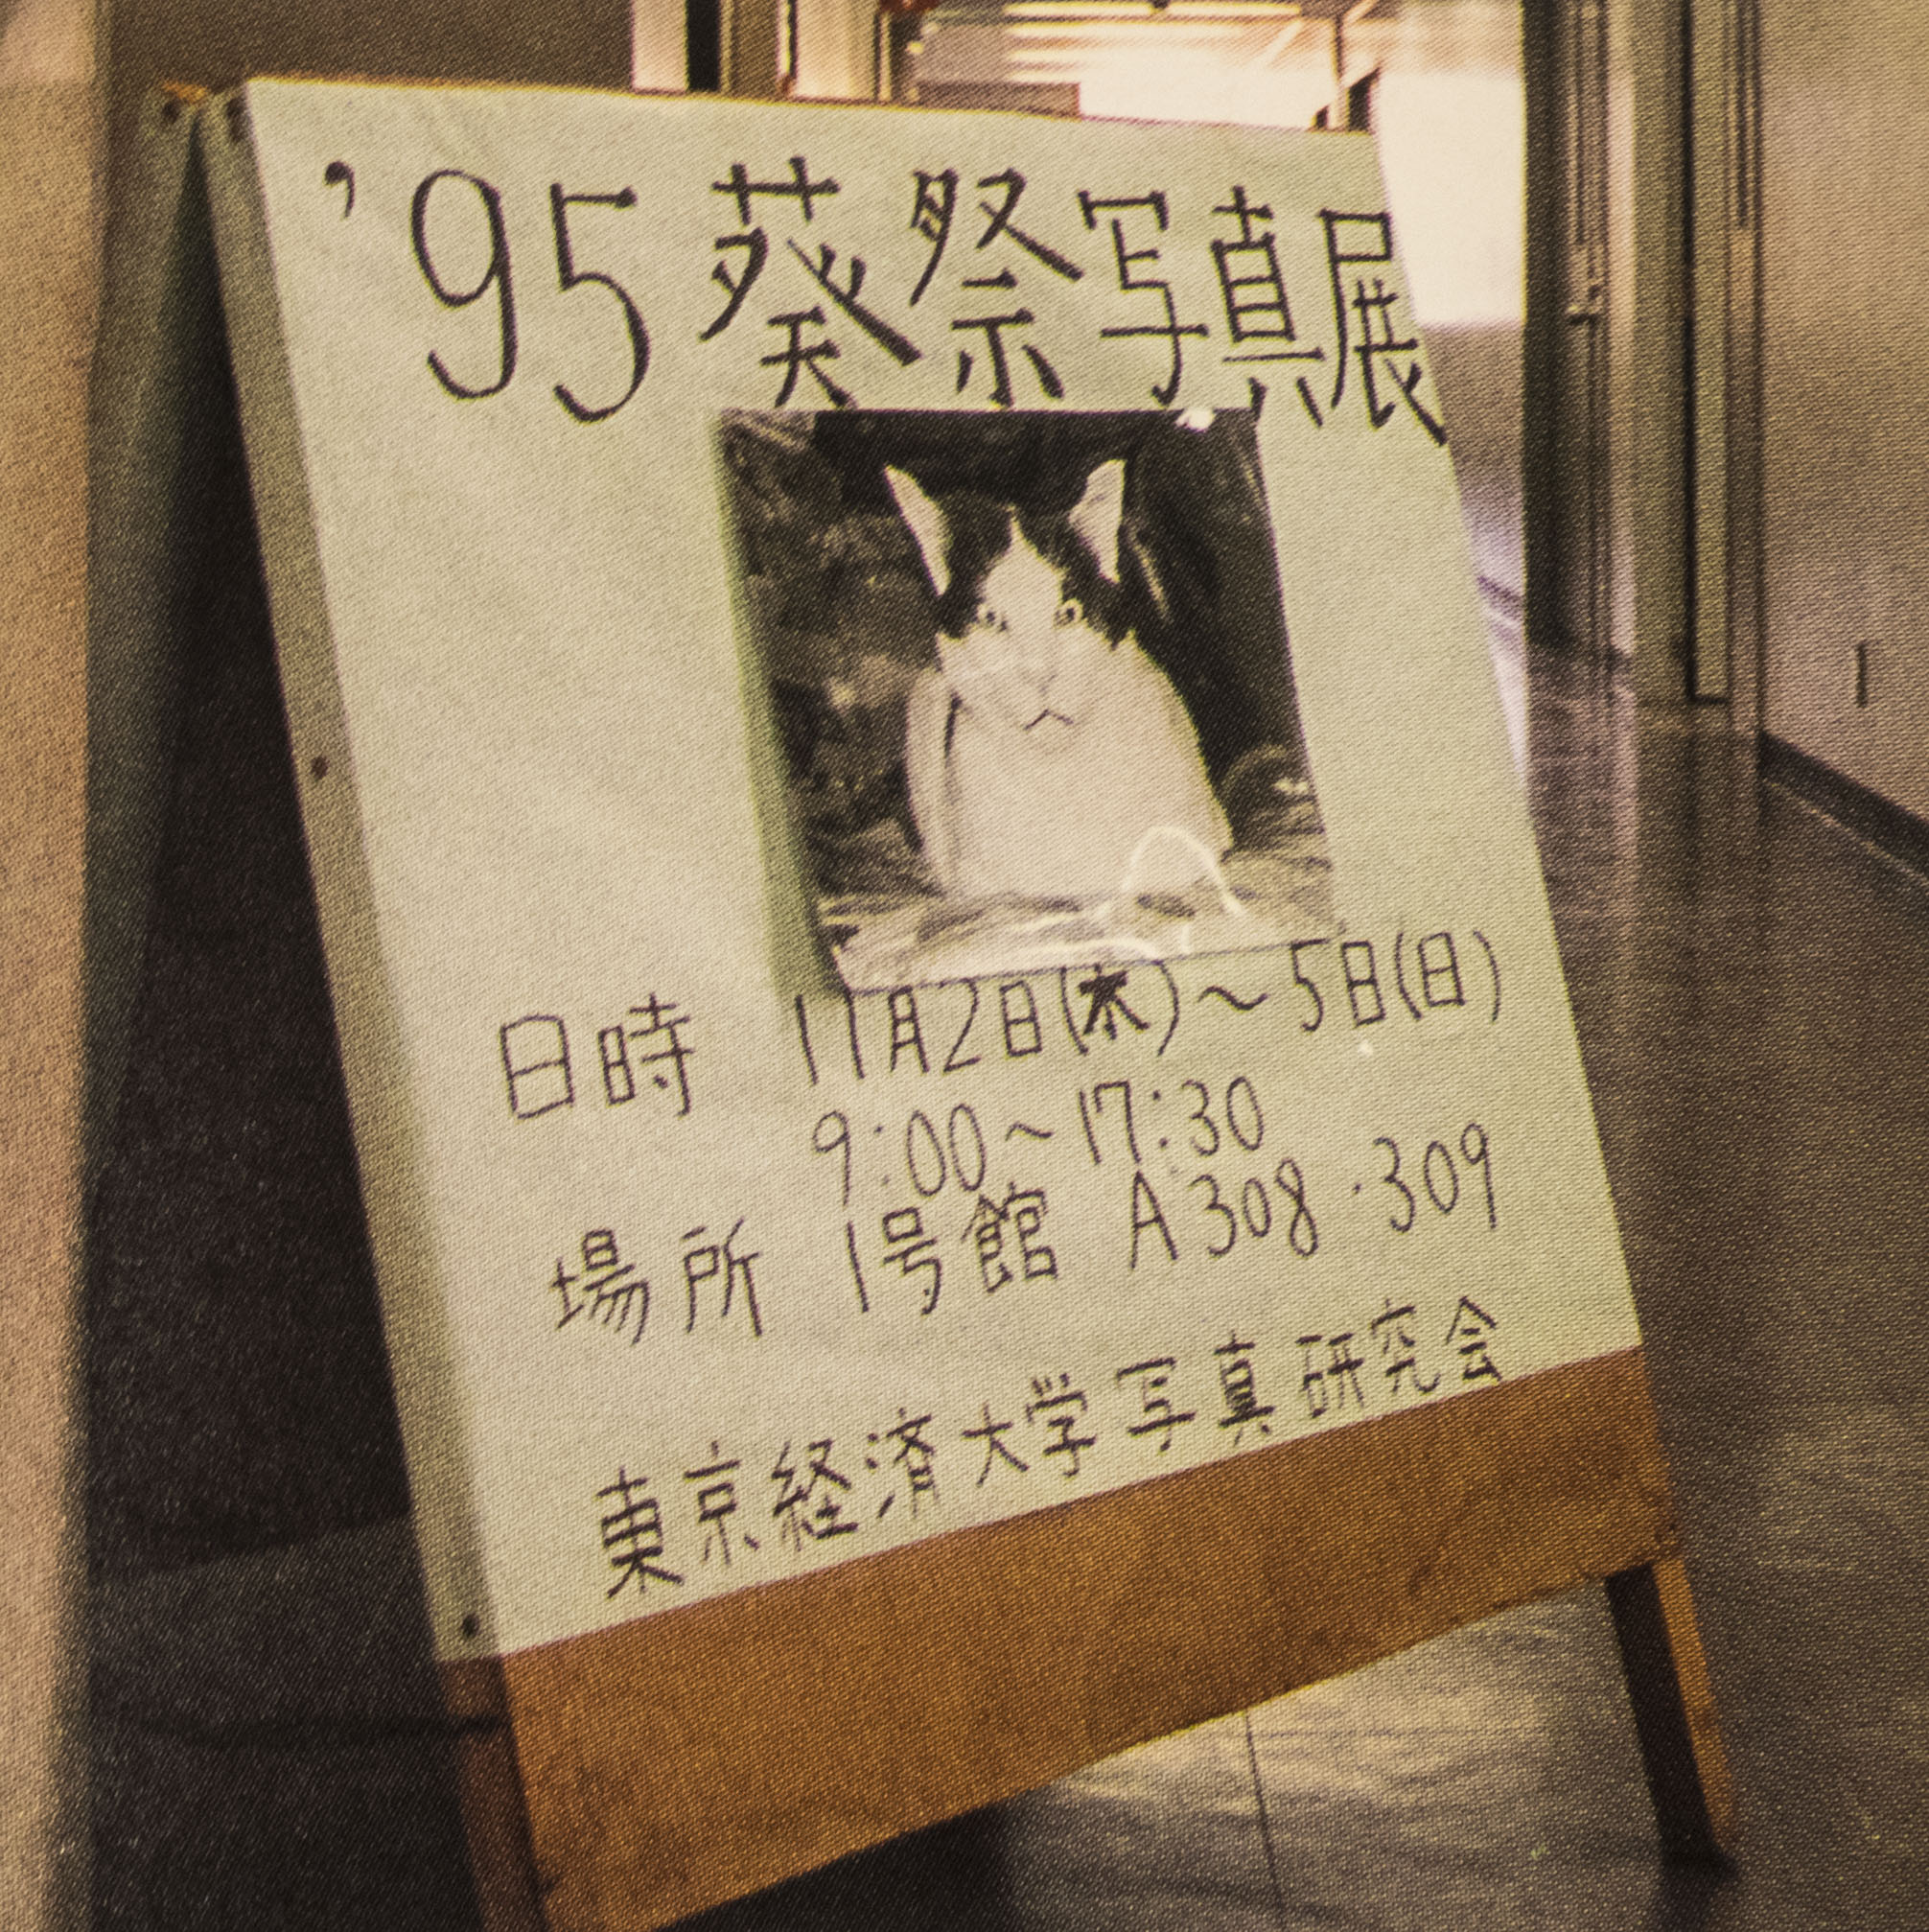 '95 葵祭写真展
日時 11月2日(木)～5日(日)
9:00～17:30
場所 1号館 A308・309
東京経済大学写真研究会